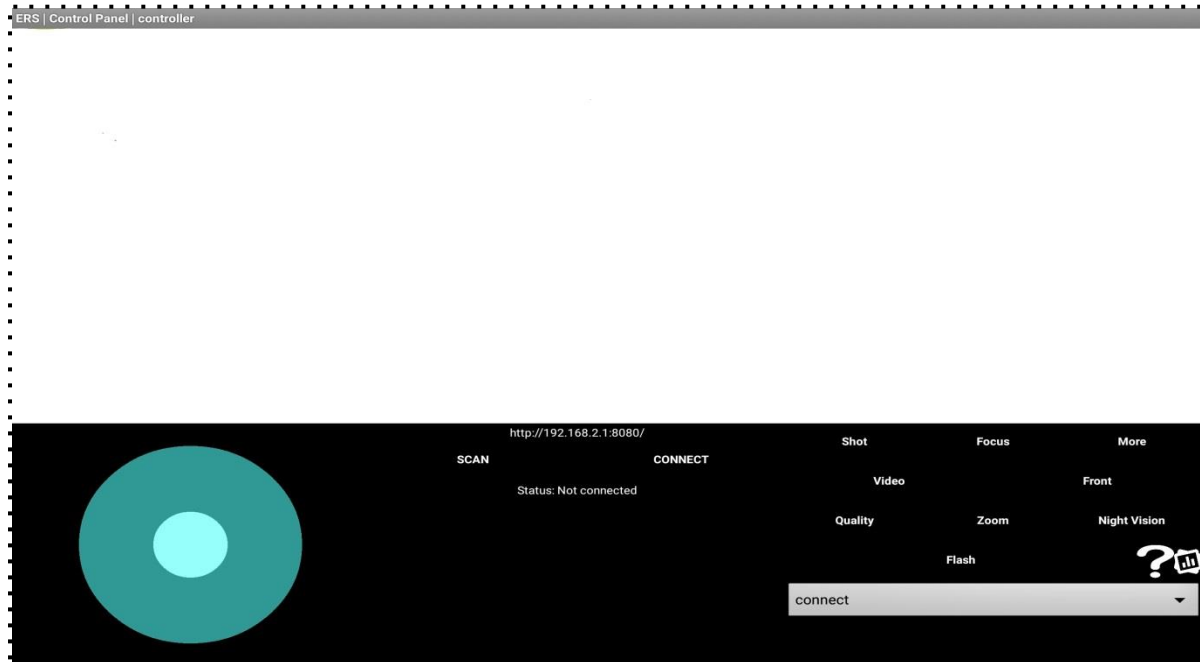 ERS | Control Panel | controller
http://192.168.2.1:8080/
SCAN CONNECT
Status: Not connected
Shot Focus More
Video Front
Quality Zoom Night Vision
Flash
?
connect